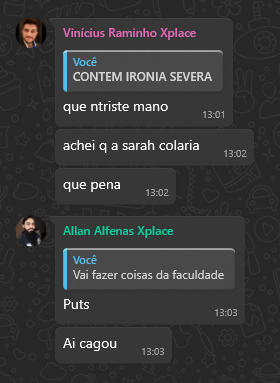 Vinícius Raminho Xplace
Você
CONTEM IRONIA SEVERA
que ntriste mano
13:01
achei q a sarah colaria
13:02
que pena
13:02
Allan Alfenas Xplace
Você
Vai fazer coisas da faculdade
Puts
13:03
Ai cagou
13:03